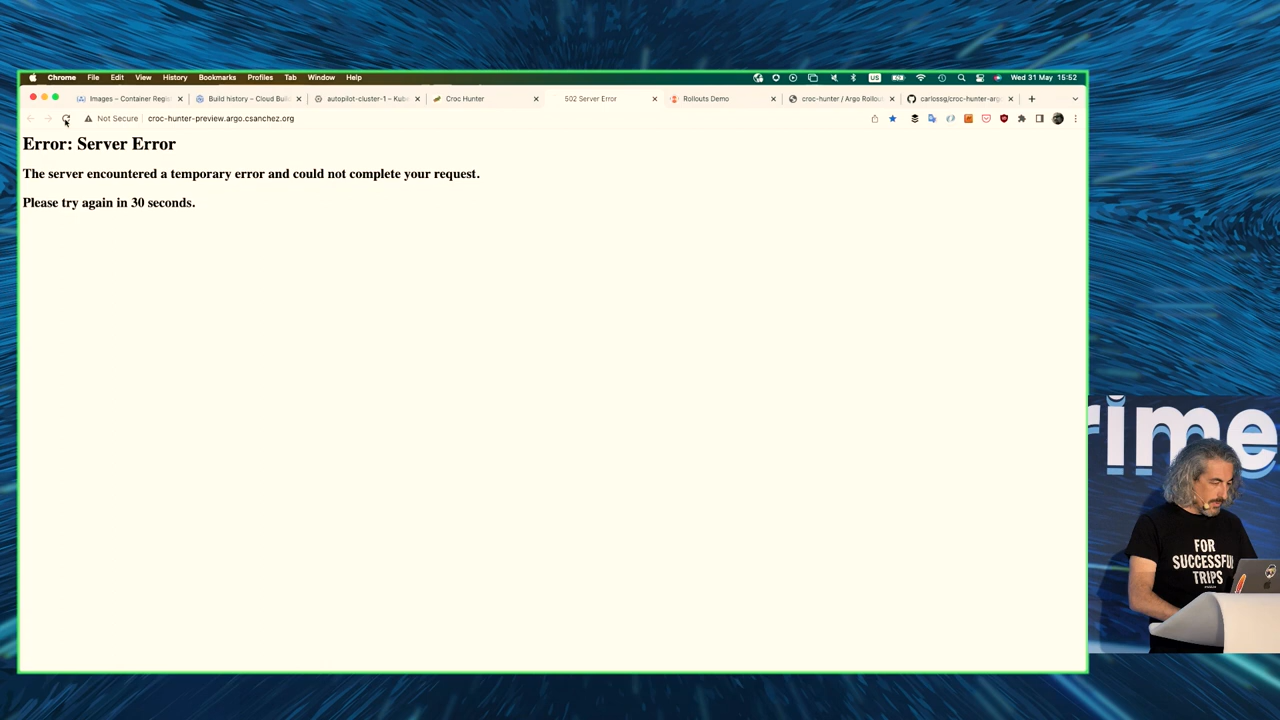 Chrome File Edit View History Bookmarks Profiles Tab Window Help US Wed 31 May 15:52
Images – Container Regi Build history – Cloud Buil autopilot-cluster-1 – Kub Croc Hunter 502 Server Error Rollouts Demo croc-hunter / Argo Rollou carlossg/croc-hunter-arg
Not Secure croc-hunter-preview.argo.csanchez.org
Error: Server Error
The server encountered a temporary error and could not complete your request.
Please try again in 30 seconds.
rime
FOR
SUCCESSFUL
TRIPS